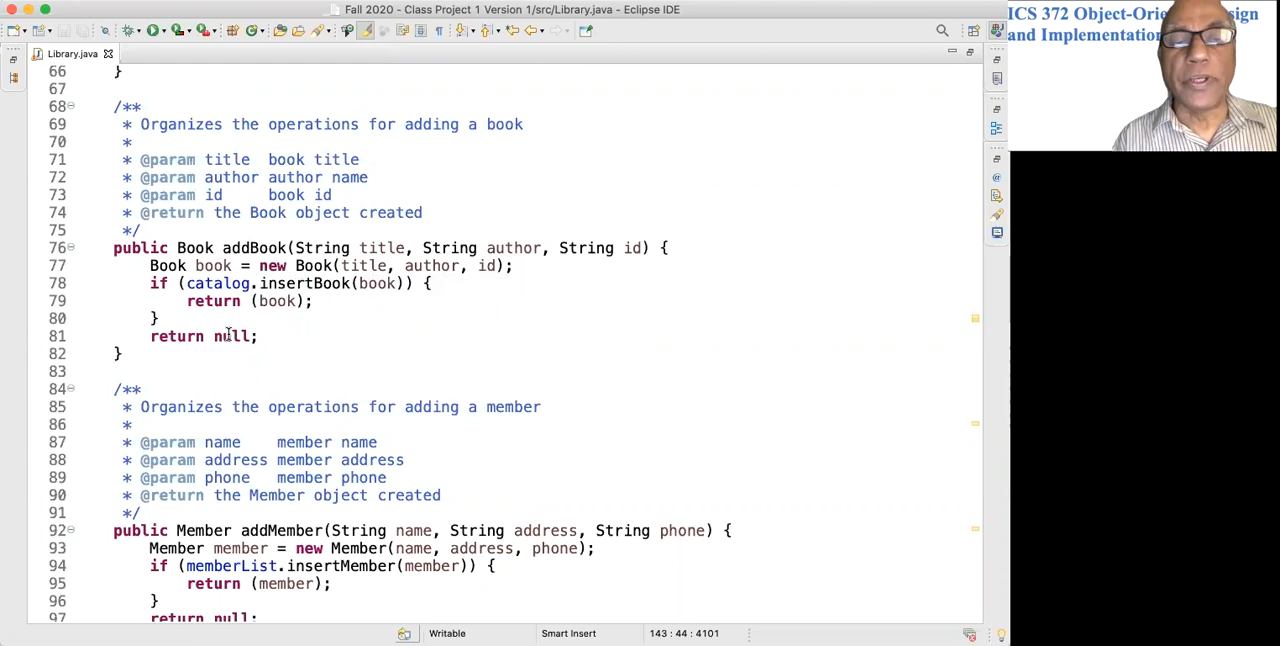 Fall 2020 - Class Project 1 Version 1/src/Library.java - Eclipse IDE
ICS 372 Object-Orie
sign
and Implementation
Library.java
66 }
67
68 /**
69 * Organizes the operations for adding a book
70 *
71 * @param title  book title
72 * @param author author name
73 * @param id     book id
74 * @return the Book object created
75 */
76 public Book addBook(String title, String author, String id) {
77 Book book = new Book(title, author, id);
78 if (catalog.insertBook(book)) {
79 return (book);
80 }
81 return null;
82 }
83
84 /**
85 * Organizes the operations for adding a member
86 *
87 * @param name    member name
88 * @param address member address
89 * @param phone   member phone
90 * @return the Member object created
91 */
92 public Member addMember(String name, String address, String phone) {
93 Member member = new Member(name, address, phone);
94 if (memberList.insertMember(member)) {
95 return (member);
96 }
97 return null;
Writable
Smart Insert
143 : 44 : 4101